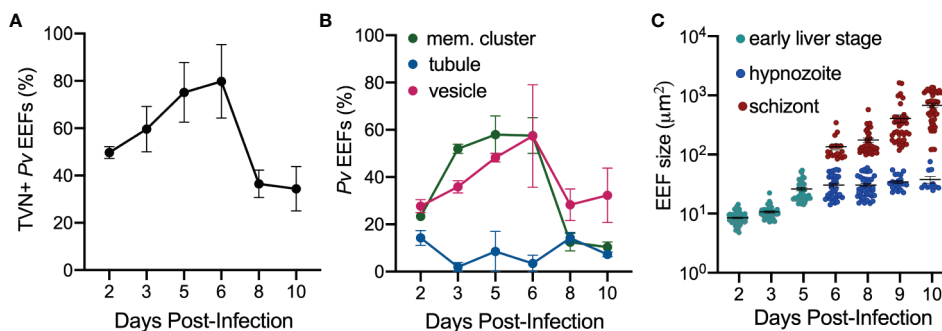 A
TVN+ Pv EEFs (%)
100
80
60
40
20
0
2 3 5 6 8 10
Days Post-Infection
B
mem. cluster
tubule
vesicle
Pv EEFs (%)
100
80
60
40
20
0
2 3 5 6 8 10
Days Post-Infection
C
early liver stage
hypnozoite
schizont
EEF size (μm²)
10⁴
10³
10²
10¹
10⁰
2 3 5 6 8 9 10
Days Post-Infection